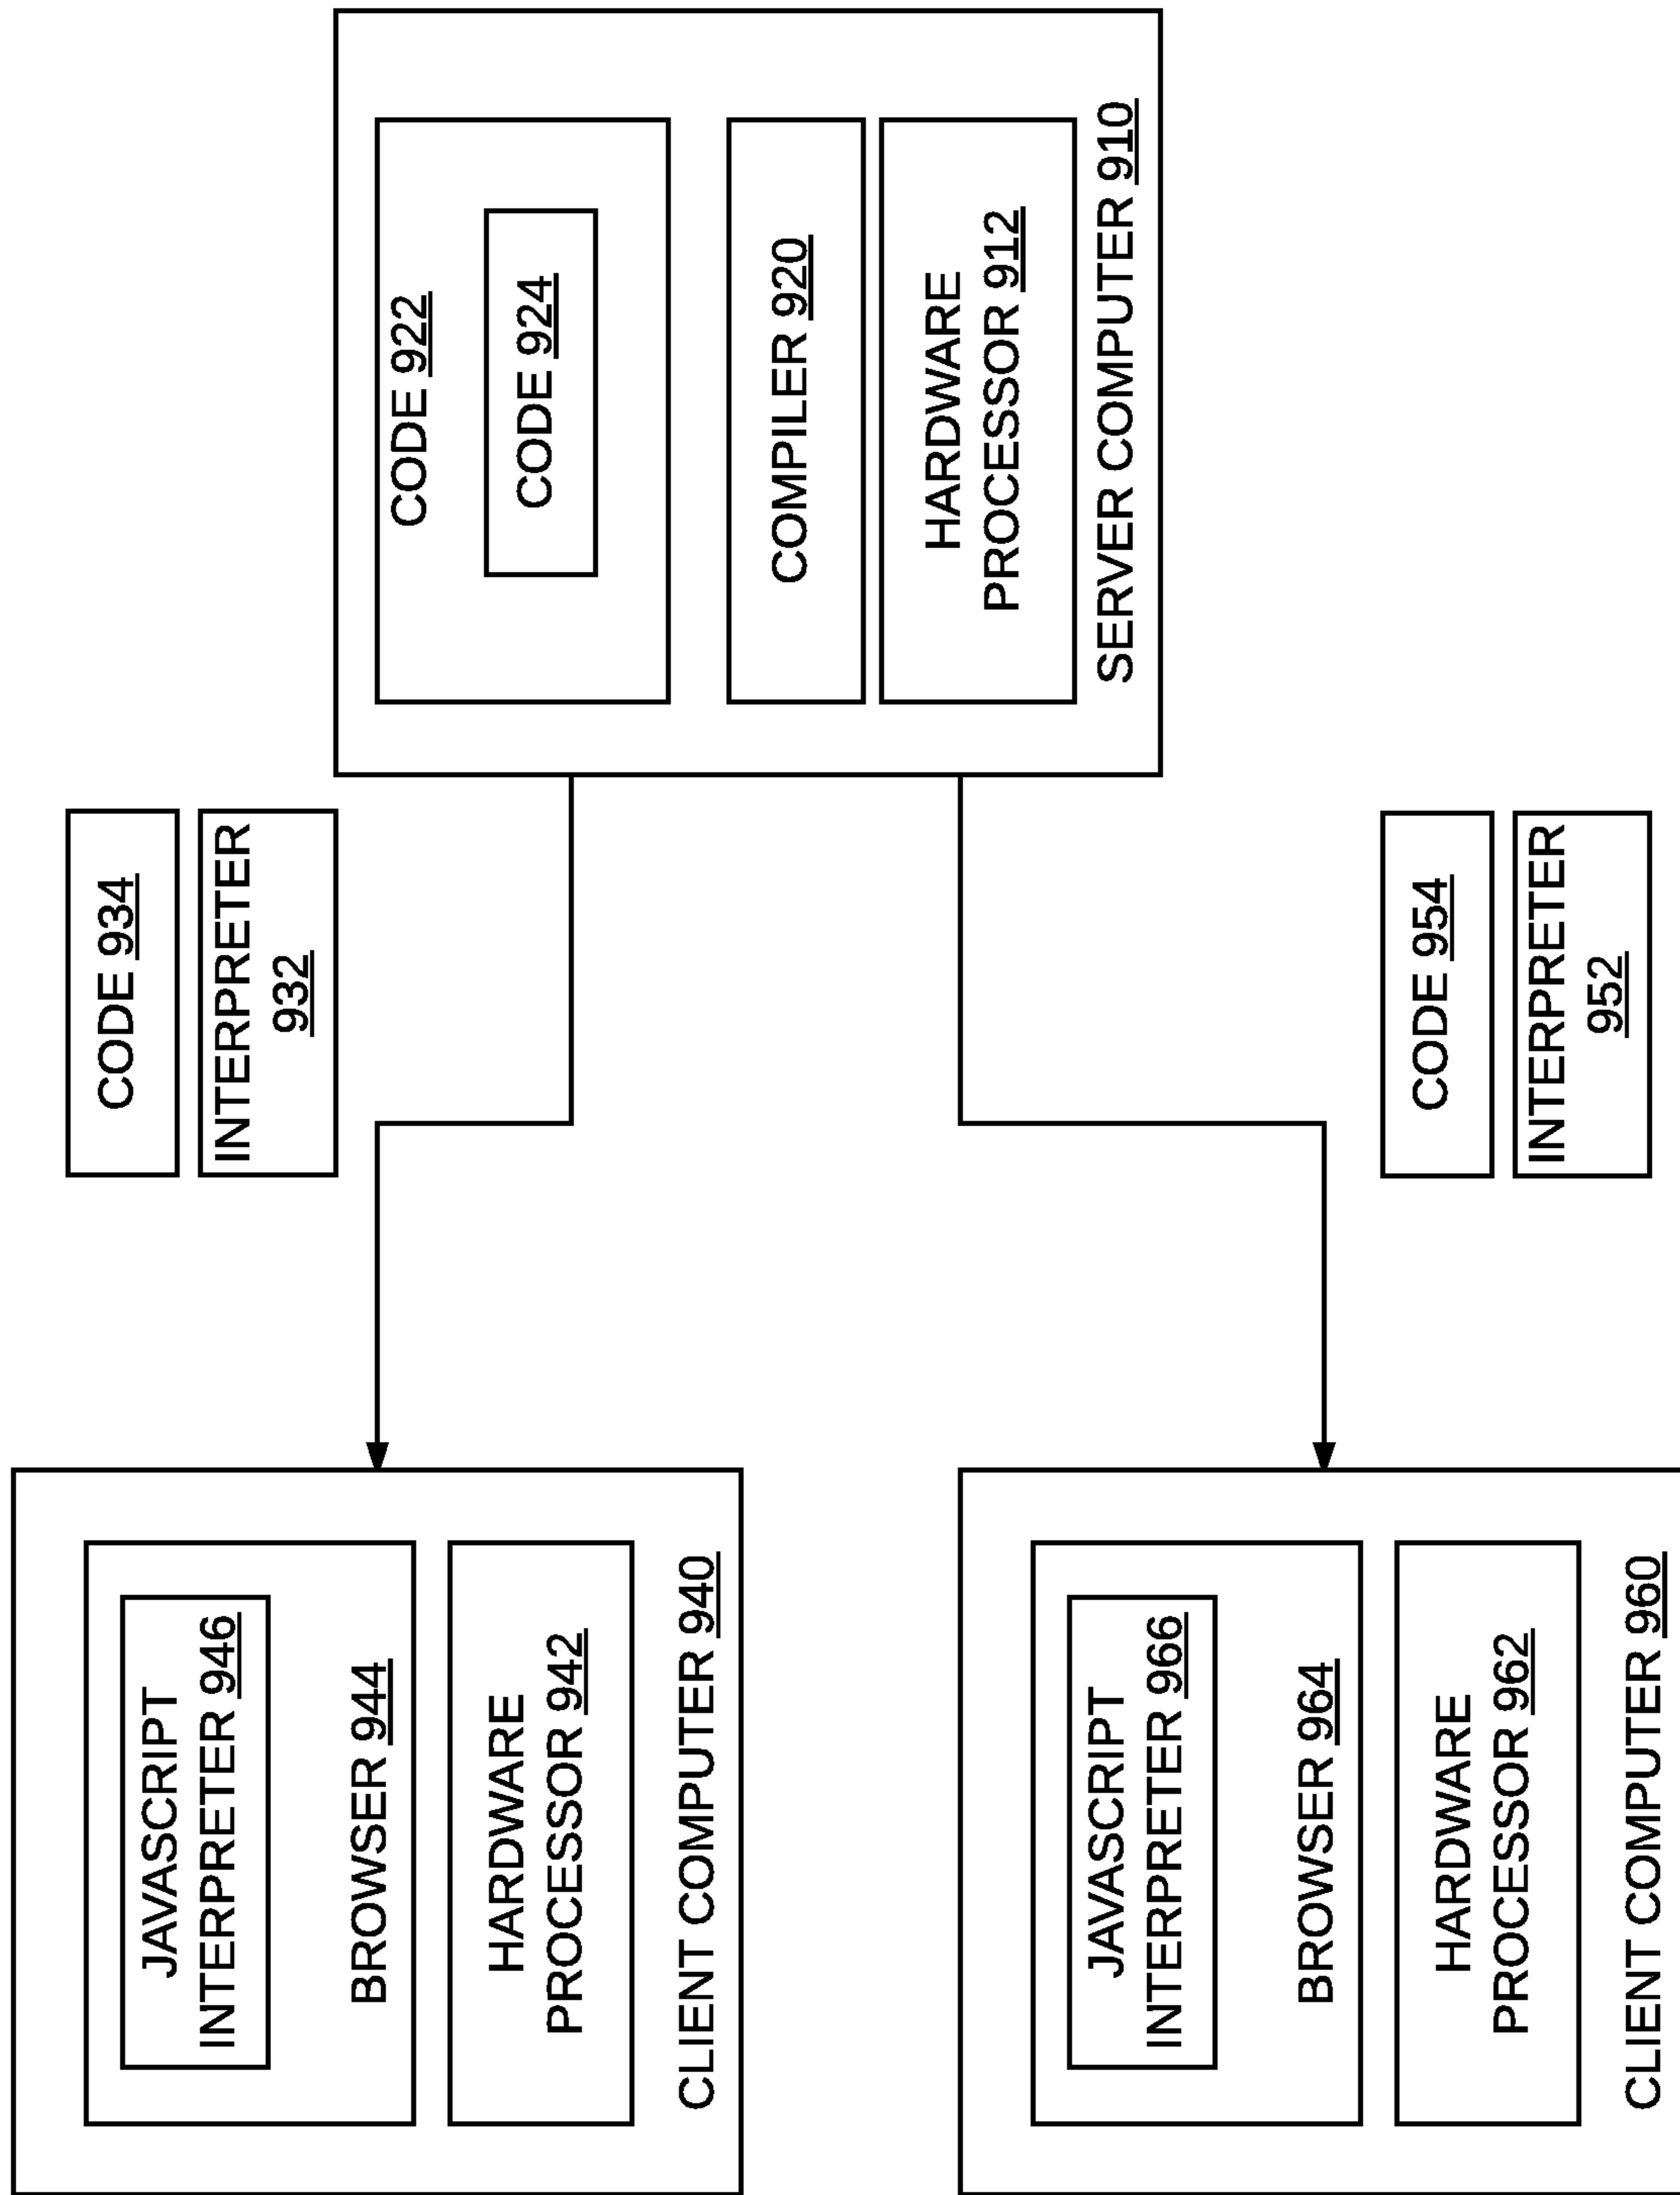 JAVASCRIPT
INTERPRETER 946
BROWSER 944
HARDWARE
PROCESSOR 942
CLIENT COMPUTER 940
CODE 934
INTERPRETER
932
CODE 922
CODE 924
COMPILER 920
HARDWARE
PROCESSOR 912
SERVER COMPUTER 910
JAVASCRIPT
INTERPRETER 966
BROWSER 964
HARDWARE
PROCESSOR 962
CLIENT COMPUTER 960
CODE 954
INTERPRETER
952